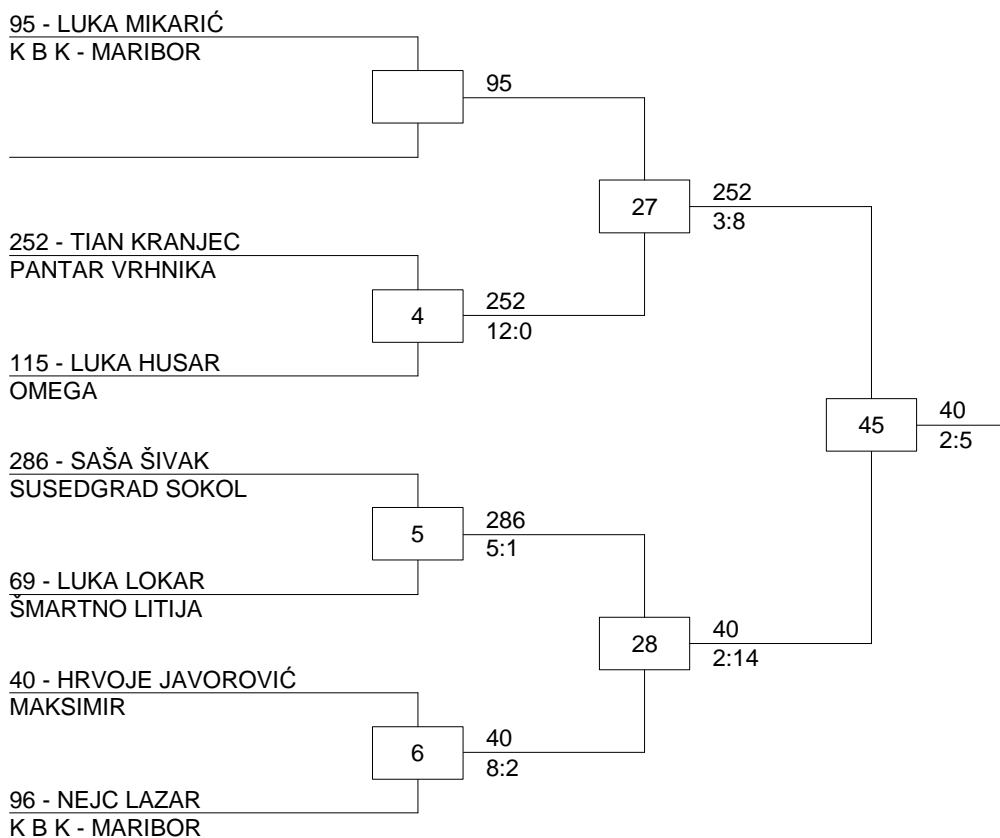 95 - LUKA MIKARIĆ
K B K - MARIBOR
95
27
252
3:8
252 - TIAN KRANJEC
PANTAR VRHNIKA
4
252
12:0
115 - LUKA HUSAR
OMEGA
45
40
2:5
286 - SAŠA ŠIVAK
SUSEDGRAD SOKOL
5
286
5:1
69 - LUKA LOKAR
ŠMARTNO LITIJA
28
40
2:14
40 - HRVOJE JAVOROVIĆ
MAKSIMIR
6
40
8:2
96 - NEJC LAZAR
K B K - MARIBOR